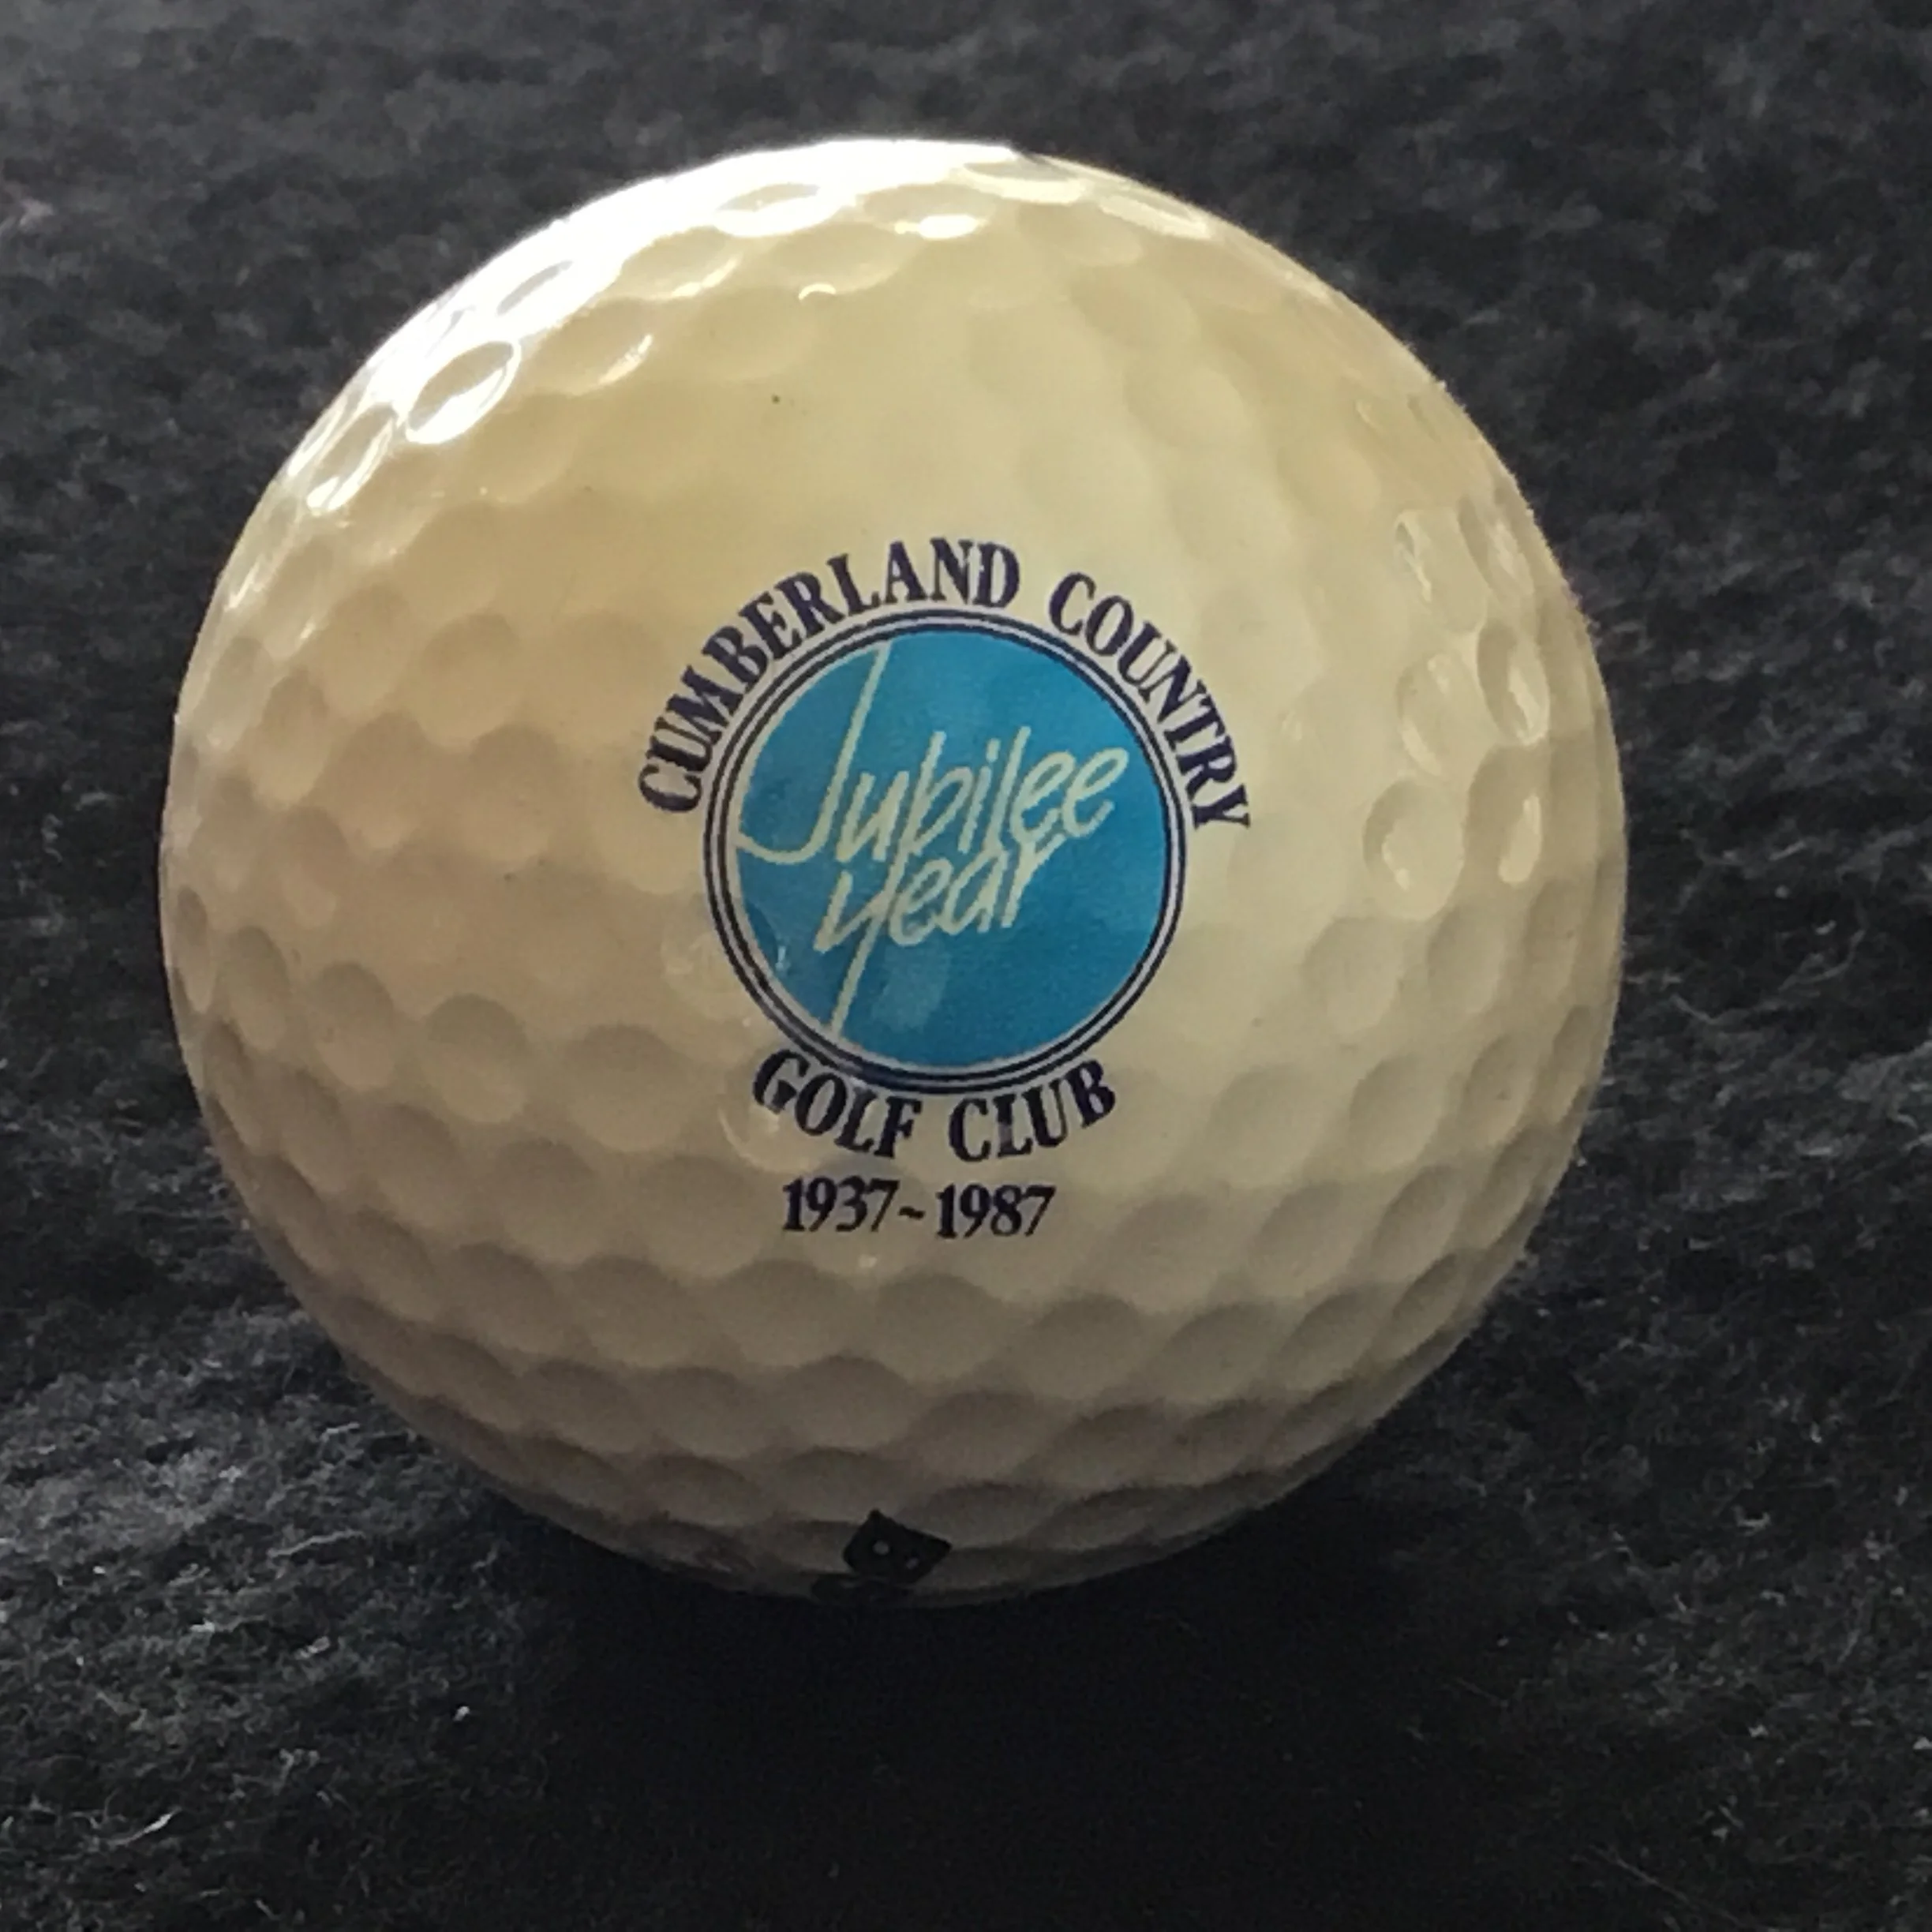 CUMBERLAND COUNTRY
Jubilee
Year
GOLF CLUB
1937~1987